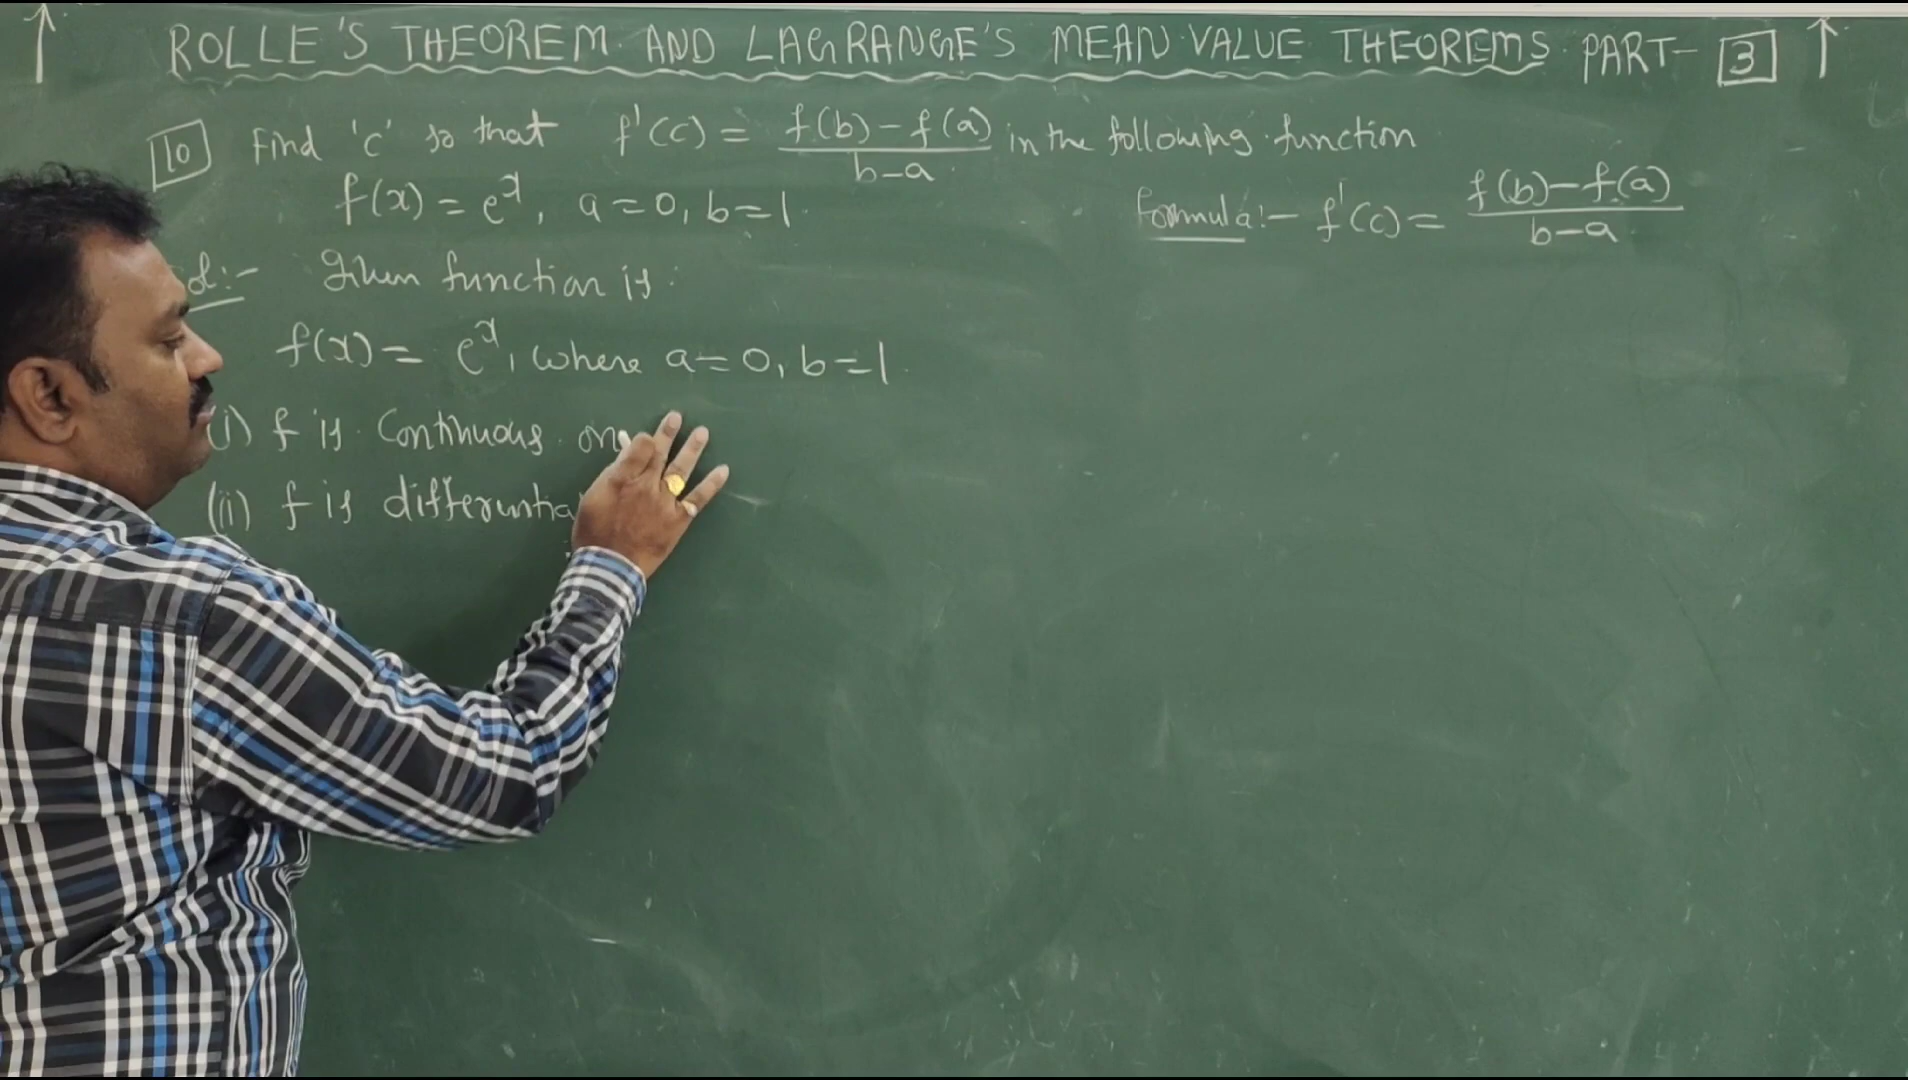 ROLLE'S THEOREM AND LAGRANGE'S MEAN VALUE THEOREMS PART- 3
10 Find 'c' so that f'(c) = f(b)-f(a) / b-a in the following function
f(x) = e^x, a=0, b=1.
Formula:- f'(c) = f(b)-f(a) / b-a
:- Given function is
f(x) = e^x, where a=0, b=1.
(i) f is continuous on
(ii) f is differentia